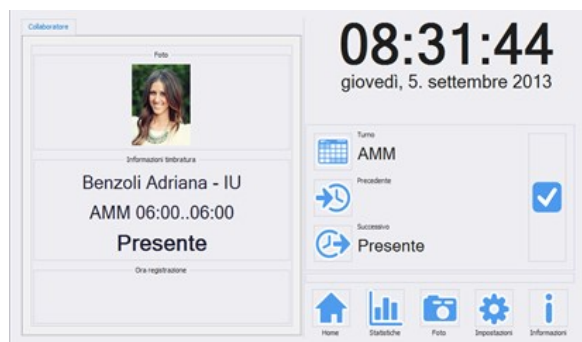 Collaboratore
Foto
Informazioni timbratura
Benzoli Adriana - IU
AMM 06:00..06:00
Presente
Ora registrazione
08:31:44
giovedì, 5. settembre 2013
Turno
AMM
Precedente
Successivo
Presente
Home
Statistiche
Foto
Impostazioni
Informazioni